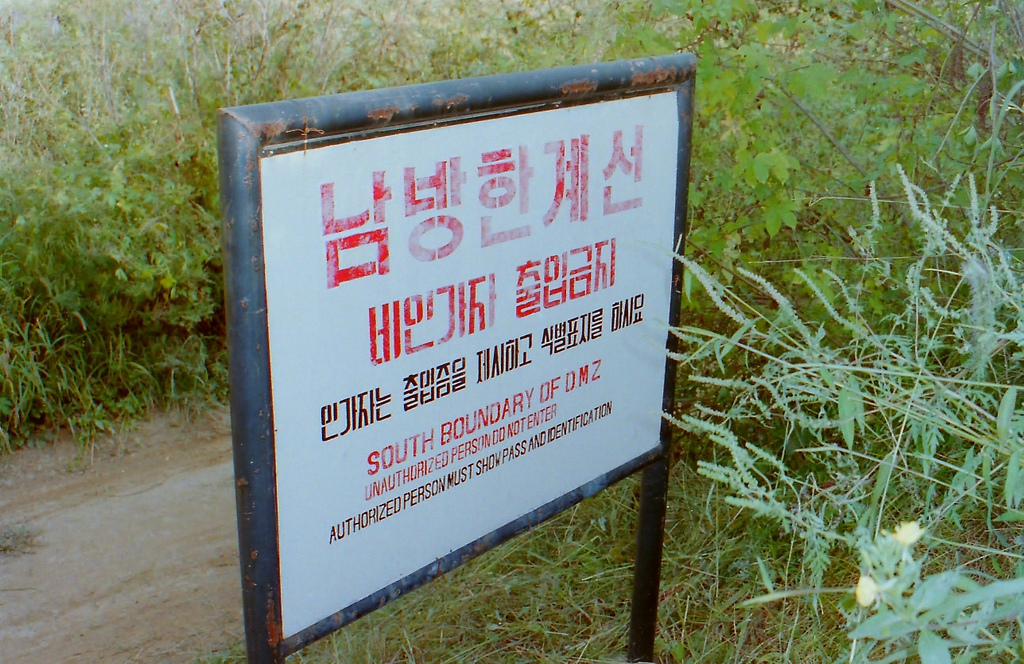 남방한계선
비인가자 출입금지
인가자는 출입증을 제시하고 식별표지를 하시요
SOUTH BOUNDARY OF DMZ
UNAUTHORIZED PERSON DO NOT ENTER
AUTHORIZED PERSON MUST SHOW PASS AND IDENTIFICATION